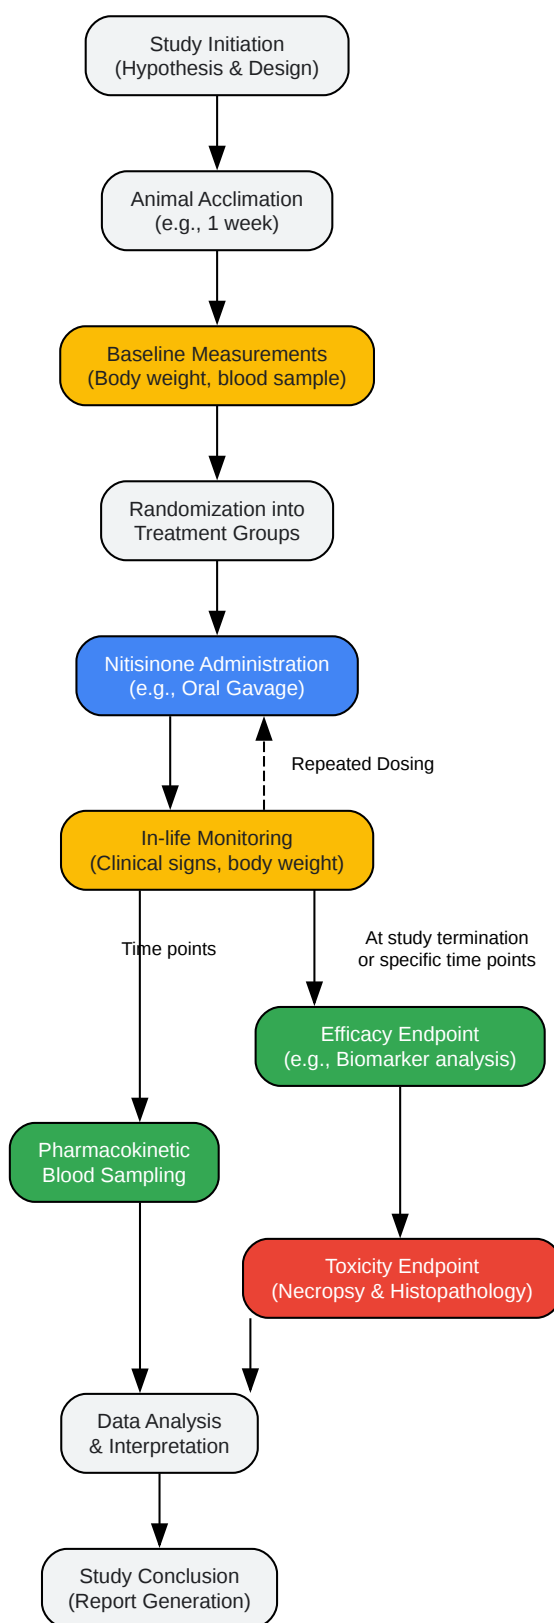 Study Initiation
(Hypothesis & Design)
Animal Acclimation
(e.g., 1 week)
Baseline Measurements
(Body weight, blood sample)
Randomization into
Treatment Groups
Nitisinone Administration
(e.g., Oral Gavage)
Repeated Dosing
In-life Monitoring
(Clinical signs, body weight)
Time points
At study termination
or specific time points
Efficacy Endpoint
(e.g., Biomarker analysis)
Pharmacokinetic
Blood Sampling
Toxicity Endpoint
(Necropsy & Histopathology)
Data Analysis
& Interpretation
Study Conclusion
(Report Generation)